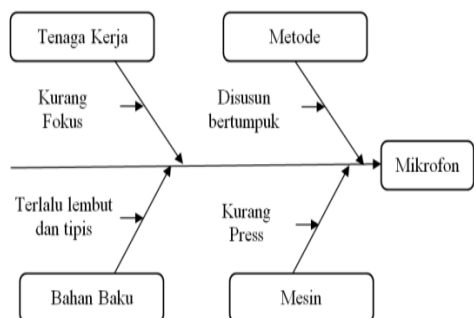 Tenaga Kerja
Metode
Kurang
Fokus
Disusun
bertumpuk
Mikrofon
Terlalu lembut
dan tipis
Kurang
Press
Bahan Baku
Mesin